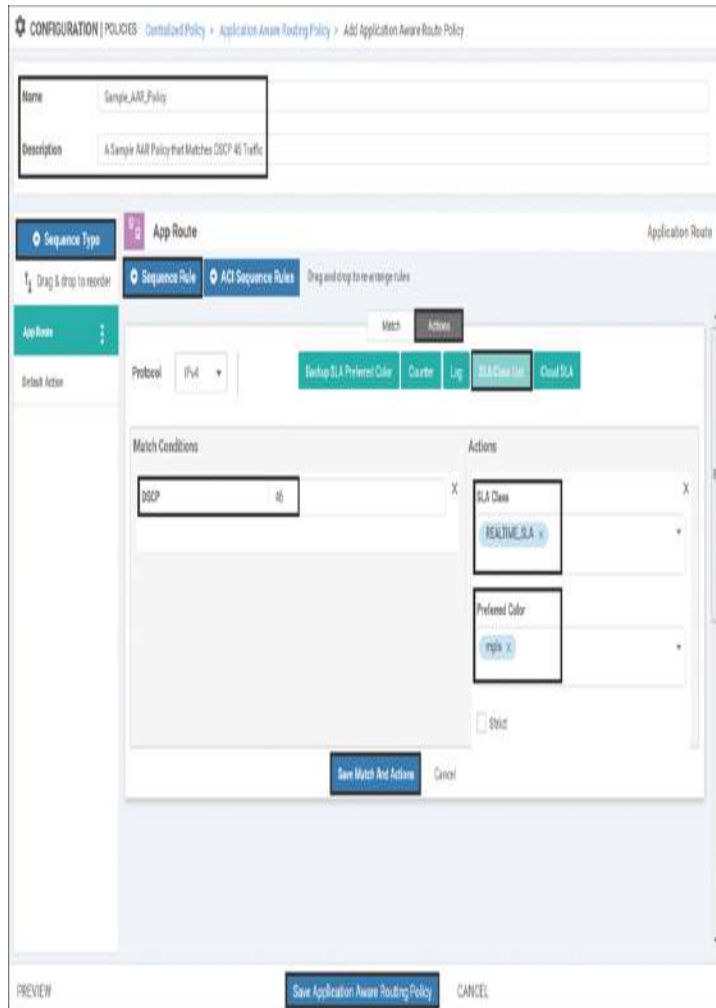 CONFIGURATION | POLICIES Centralized Policy > Application Aware Routing Policy > Add Application Aware Route Policy
Name Sample_AAR_Policy
Description A Sample AAR Policy that Matches DSCP 46 Traffic
Sequence Type
Drag & drop to reorder
App Route
Default Action
App Route Application Route
Sequence Rule ACI Sequence Rules Drag and drop to re-arrange rules
Match Actions
Protocol IPv4 Backup SLA Preferred Color Counter Log SLA Class List Cloud SLA
Match Conditions
DSCP 46 X
Actions
SLA Class X
REALTIME_SLA x
Preferred Color
mpls x
Strict
Save Match And Actions Cancel
PREVIEW Save Application Aware Routing Policy CANCEL